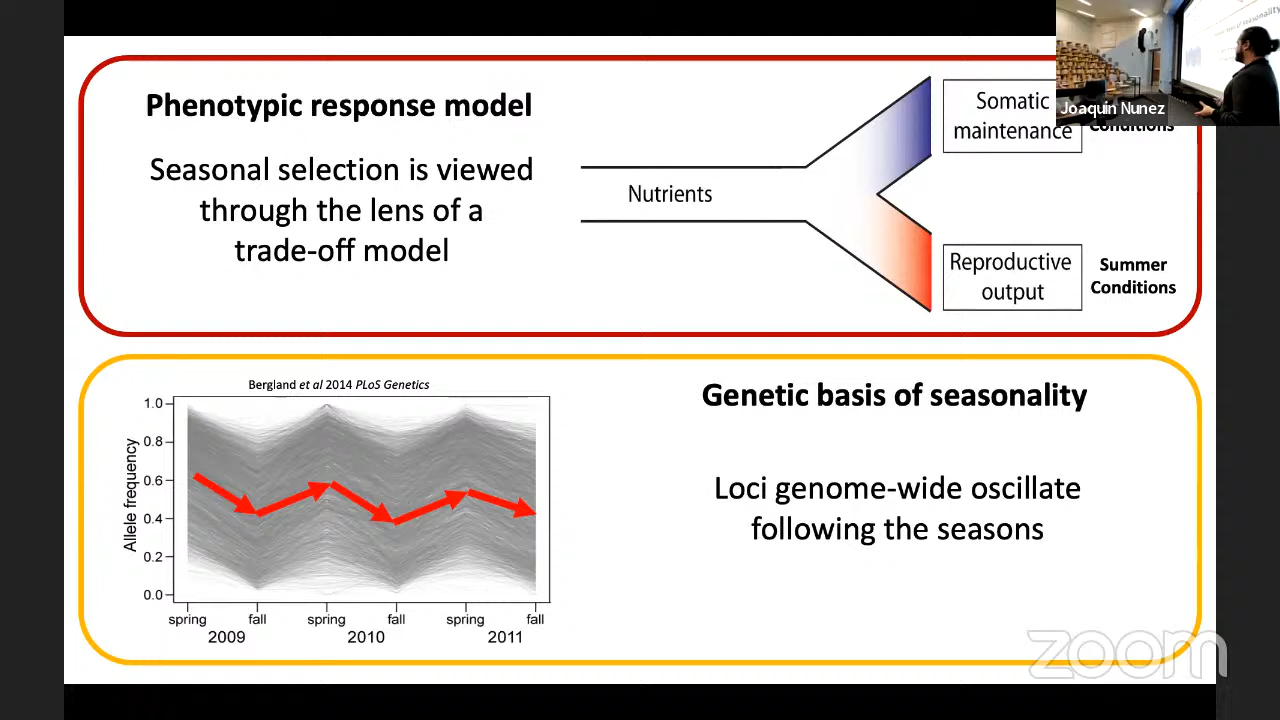 Phenotypic response model
Seasonal selection is viewed
through the lens of a
trade-off model
Nutrients
Somatic
maintenance
Conditions
Reproductive
output
Summer
Conditions
Joaquin Nunez
Bergland et al 2014 PLoS Genetics
Allele frequency
1.0
0.8
0.6
0.4
0.2
0.0
spring
fall
spring
fall
spring
fall
2009
2010
2011
Genetic basis of seasonality
Loci genome-wide oscillate
following the seasons
zoom